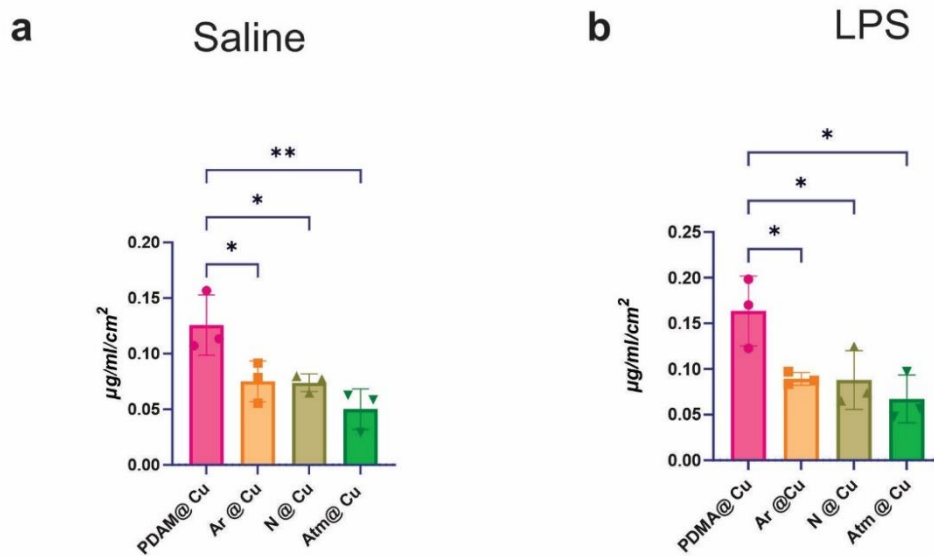 a
Saline
**
*
*
µg/ml/cm²
0.20
0.15
0.10
0.05
0.00
PDAM@ Cu
Ar @ Cu
N @ Cu
Atm@ Cu
b
LPS
*
*
*
µg/ml/cm²
0.25
0.20
0.15
0.10
0.05
0.00
PDMA@ Cu
Ar @Cu
N @ Cu
Atm @ Cu